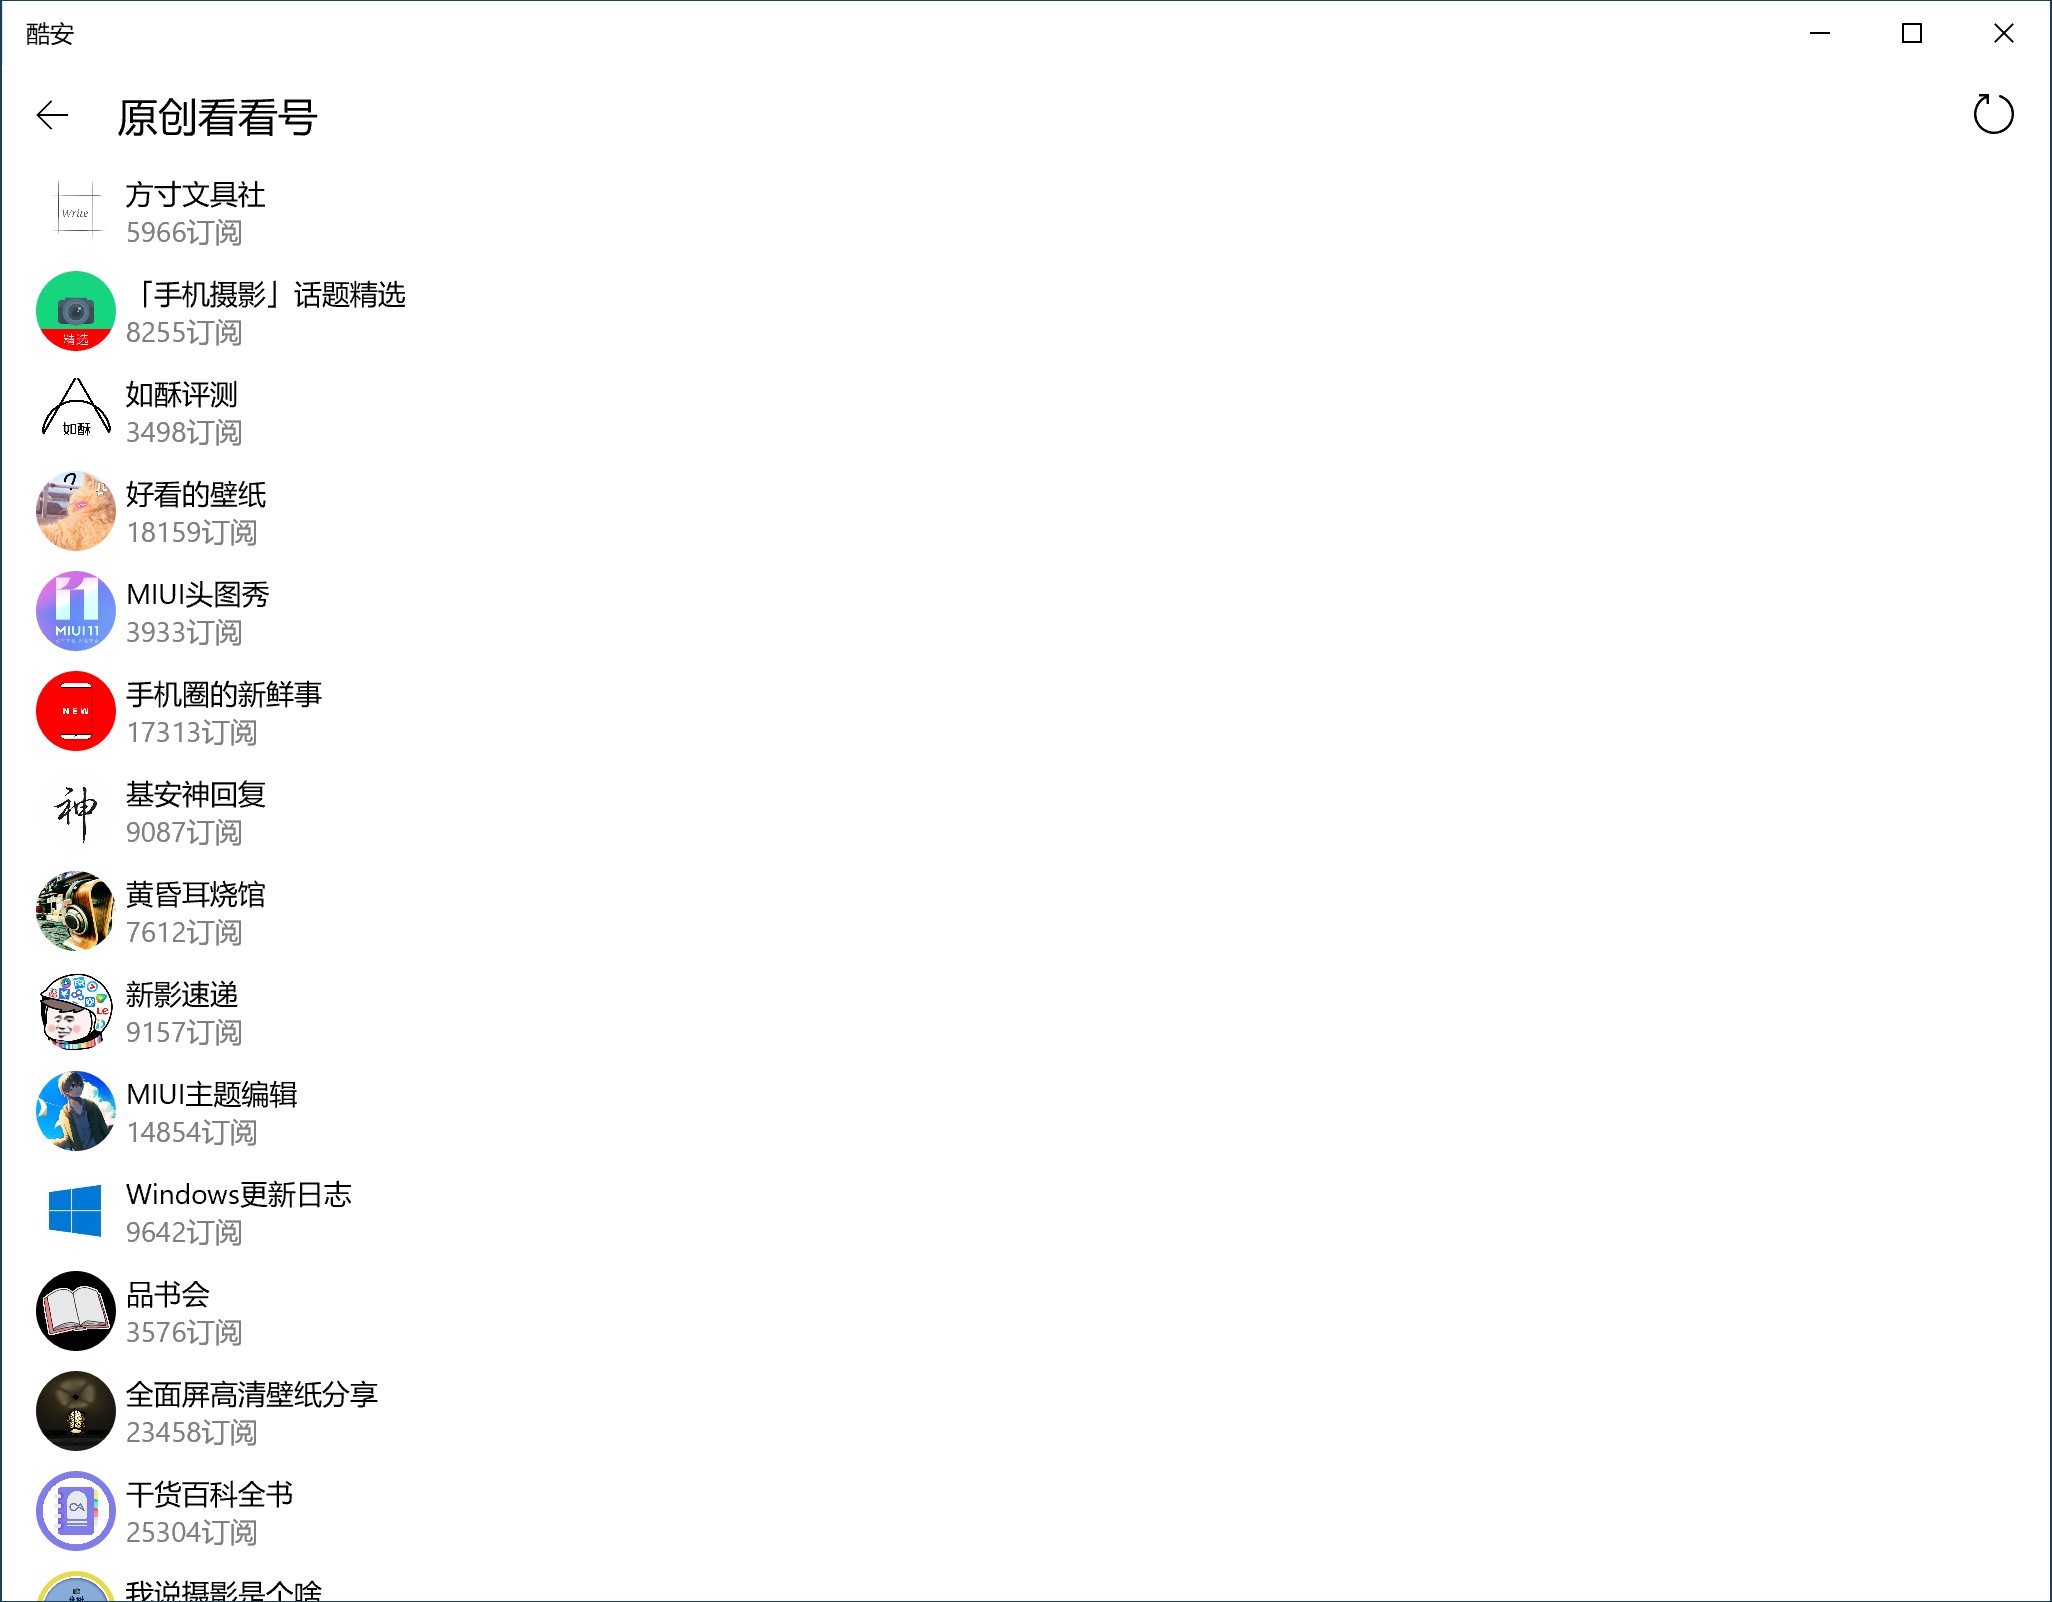 酷安
原创看看号
Write
方寸文具社
5966订阅
「手机摄影」话题精选
8255订阅
精选
如酥评测
3498订阅
如酥
好看的壁纸
18159订阅
MIUI头图秀
3933订阅
MIUI 11
手机圈的新鲜事
17313订阅
NEW
基安神回复
9087订阅
神
黄昏耳烧馆
7612订阅
新影速递
9157订阅
Le
MIUI主题编辑
14854订阅
Windows更新日志
9642订阅
品书会
3576订阅
全面屏高清壁纸分享
23458订阅
干货百科全书
25304订阅
CA
我说摄影是个啥